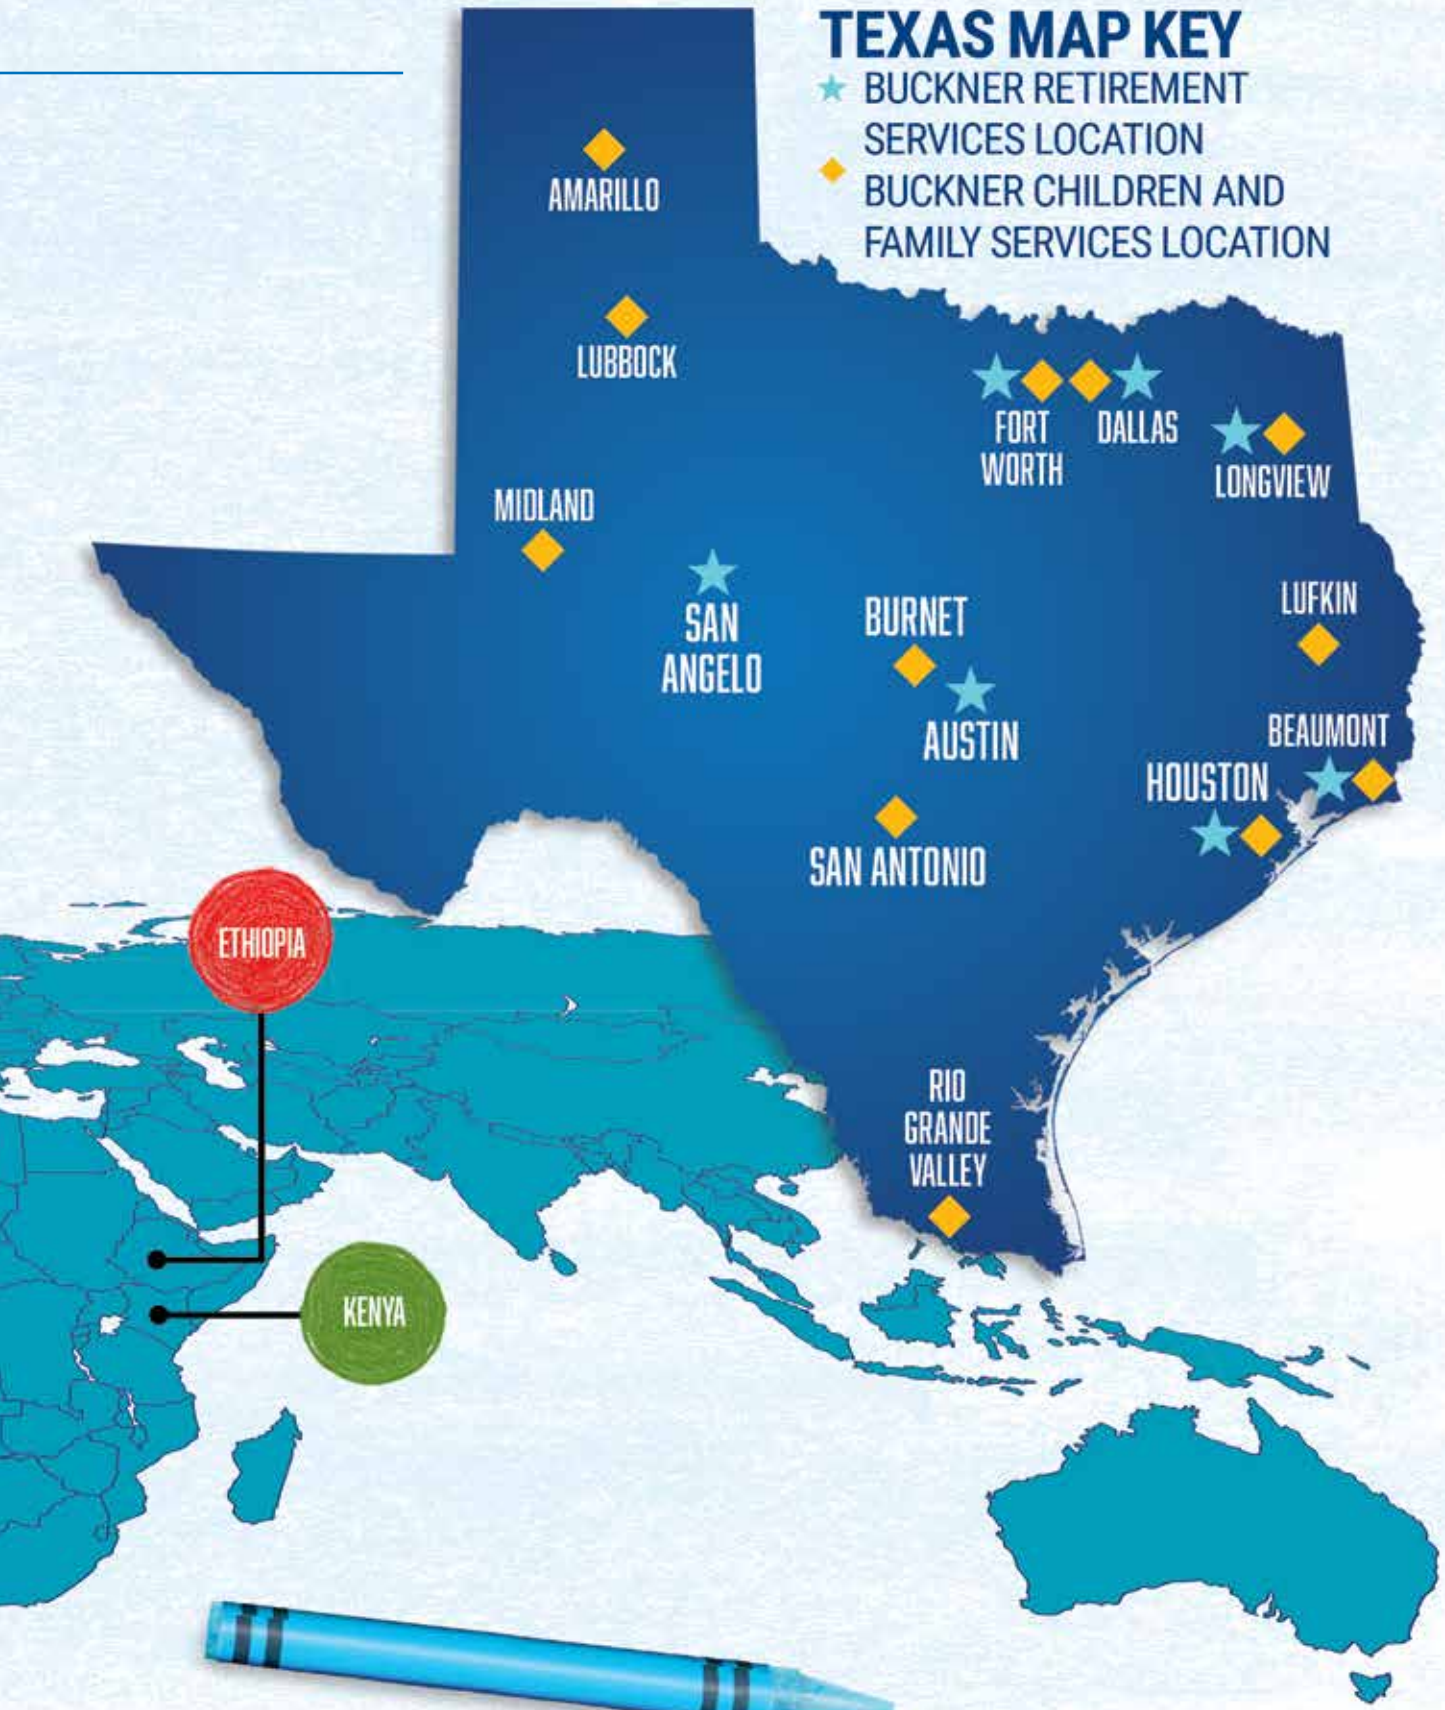 TEXAS MAP KEY
BUCKNER RETIREMENT
SERVICES LOCATION
BUCKNER CHILDREN AND
FAMILY SERVICES LOCATION
AMARILLO
LUBBOCK
FORT
WORTH
DALLAS
LONGVIEW
MIDLAND
SAN
ANGELO
BURNET
AUSTIN
LUFKIN
BEAUMONT
HOUSTON
SAN ANTONIO
ETHIOPIA
RIO
GRANDE
VALLEY
KENYA